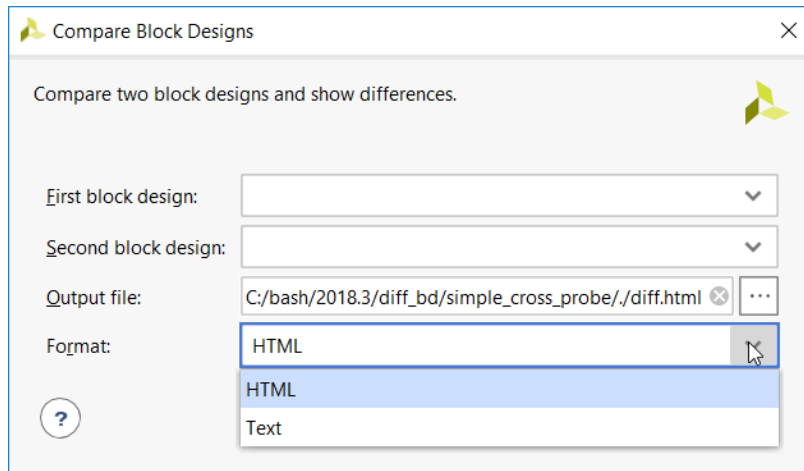 Compare Block Designs
Compare two block designs and show differences.
First block design:
Second block design:
Output file: C:/bash/2018.3/diff_bd/simple_cross_probe/./diff.html ...
Format: HTML
HTML
Text
?